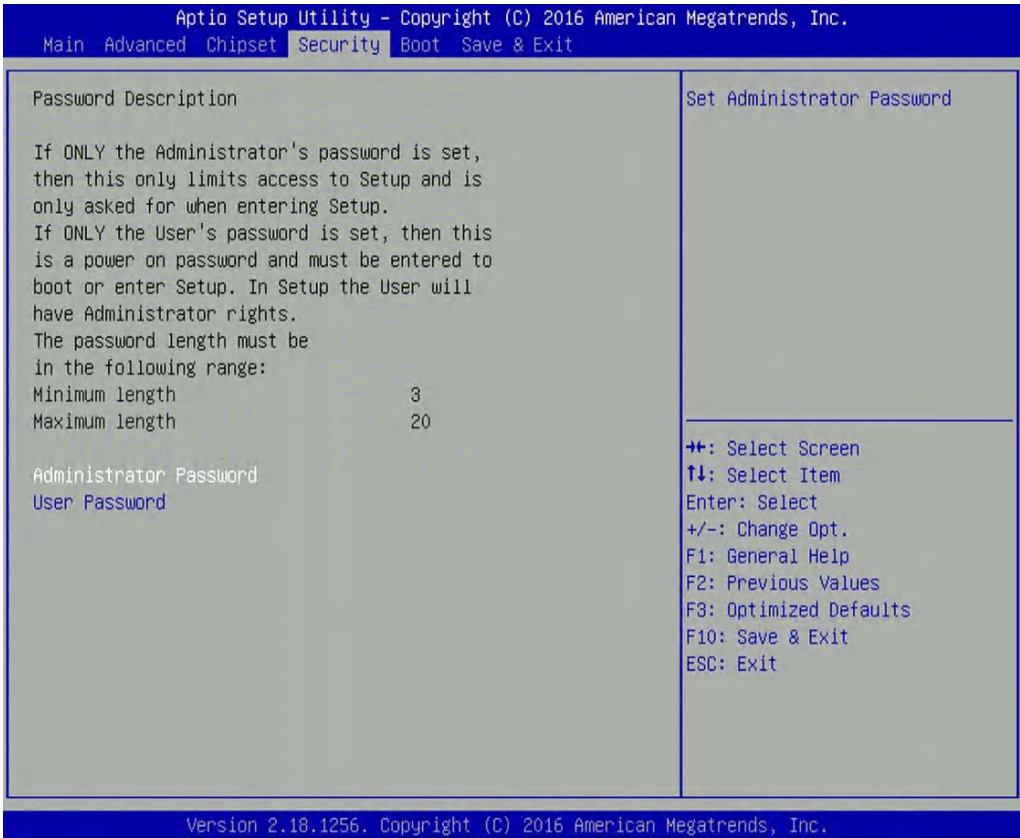 Aptio Setup Utility – Copyright (C) 2016 American Megatrends, Inc.
Main Advanced Chipset Security Boot Save & Exit
Password Description
If ONLY the Administrator's password is set,
then this only limits access to Setup and is
only asked for when entering Setup.
If ONLY the User's password is set, then this
is a power on password and must be entered to
boot or enter Setup. In Setup the User will
have Administrator rights.
The password length must be
in the following range:
Minimum length 3
Maximum length 20
Administrator Password
User Password
Set Administrator Password
→←: Select Screen
↑↓: Select Item
Enter: Select
+/-: Change Opt.
F1: General Help
F2: Previous Values
F3: Optimized Defaults
F10: Save & Exit
ESC: Exit
Version 2.18.1256. Copyright (C) 2016 American Megatrends, Inc.